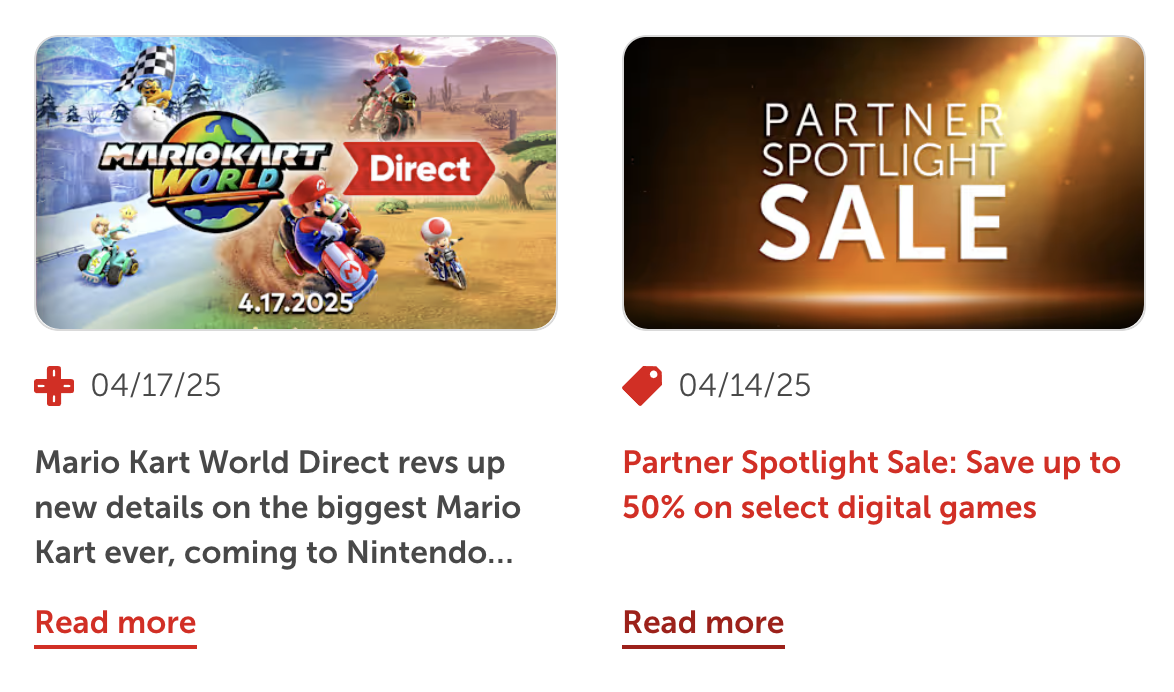 MARIOKART
WORLD
Direct
4.17.2025
04/17/25
Mario Kart World Direct revs up
new details on the biggest Mario
Kart ever, coming to Nintendo...
Read more
PARTNER
SPOTLIGHT
SALE
04/14/25
Partner Spotlight Sale: Save up to
50% on select digital games
Read more